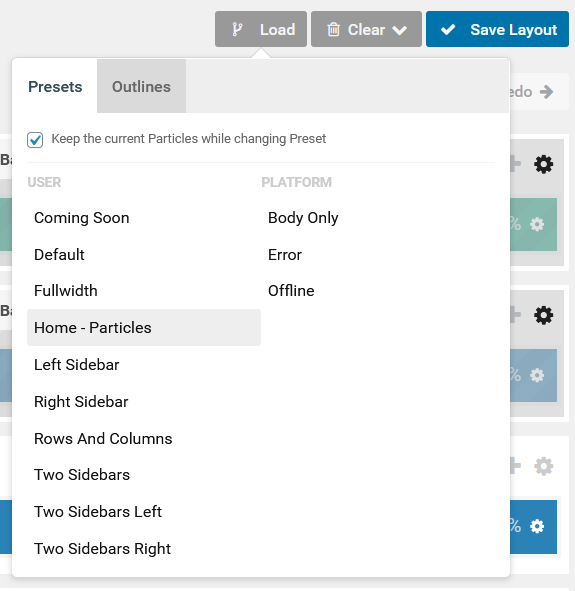 Load
Clear
Save Layout
Presets
Outlines
edo
Keep the current Particles while changing Preset
Ba
USER
PLATFORM
Coming Soon
Body Only
%
Default
Error
Fullwidth
Offline
Ba
Home - Particles
Left Sidebar
%
Right Sidebar
Rows And Columns
Two Sidebars
Two Sidebars Left
%
Two Sidebars Right